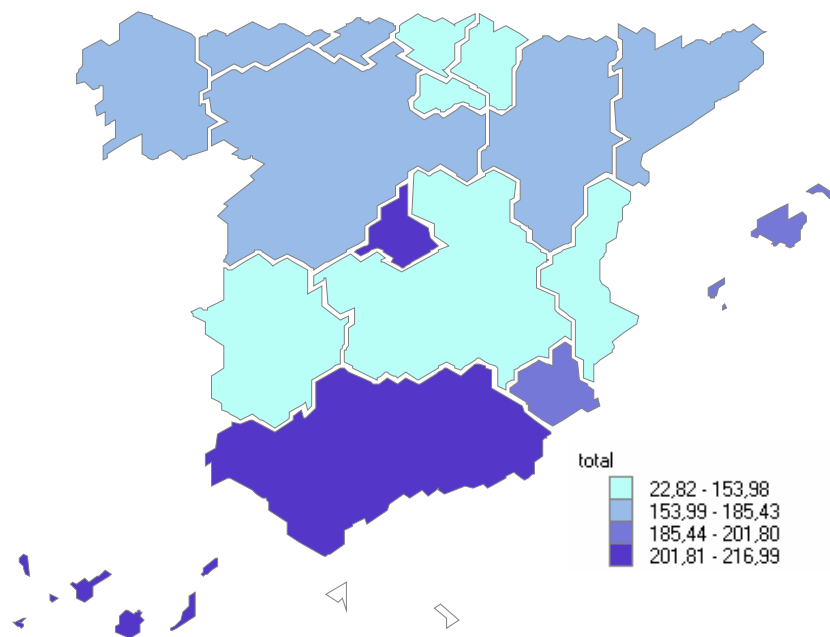 total
22,82 - 153,98
153,99 - 185,43
185,44 - 201,80
201,81 - 216,99